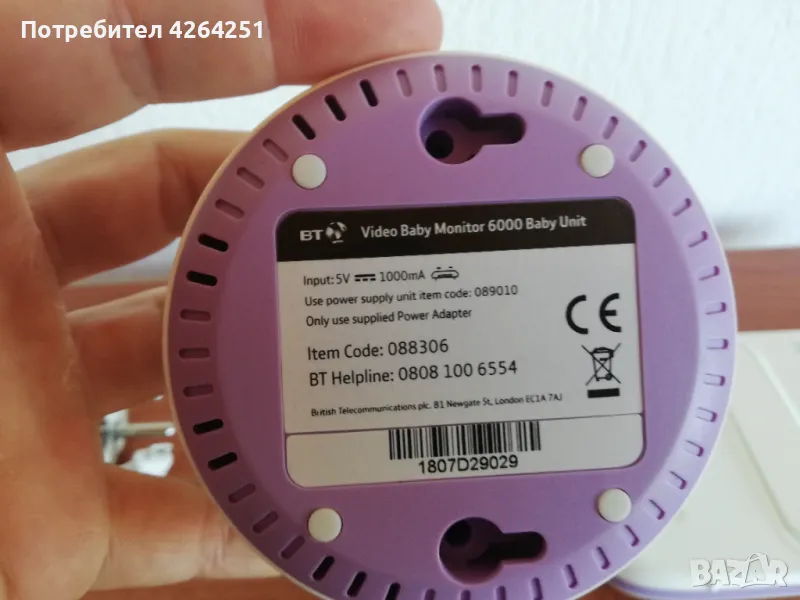 Потребител 4264251
BT Video Baby Monitor 6000 Baby Unit
Input: 5V 1000mA
Use power supply unit item code: 089010
Only use supplied Power Adapter
CE
Item Code: 088306
BT Helpline: 0808 100 6554
British Telecommunications plc. 81 Newgate St, London EC1A 7AJ
1807D29029
BAZAR